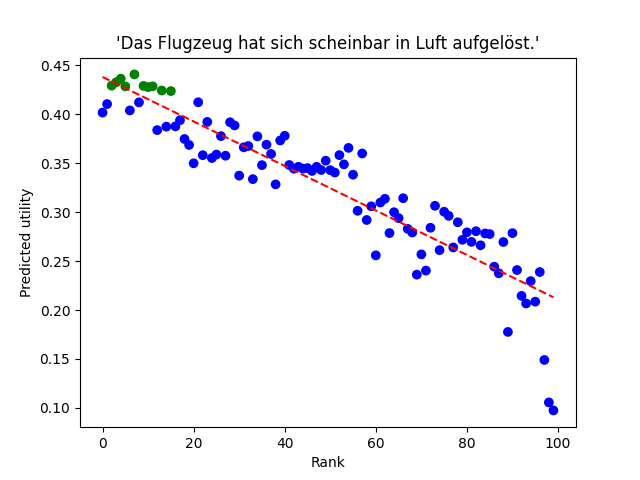 'Das Flugzeug hat sich scheinbar in Luft aufgelöst.'
0.45
0.40
0.35
0.30
0.25
0.20
0.15
0.10
Predicted utility
0 20 40 60 80 100
Rank